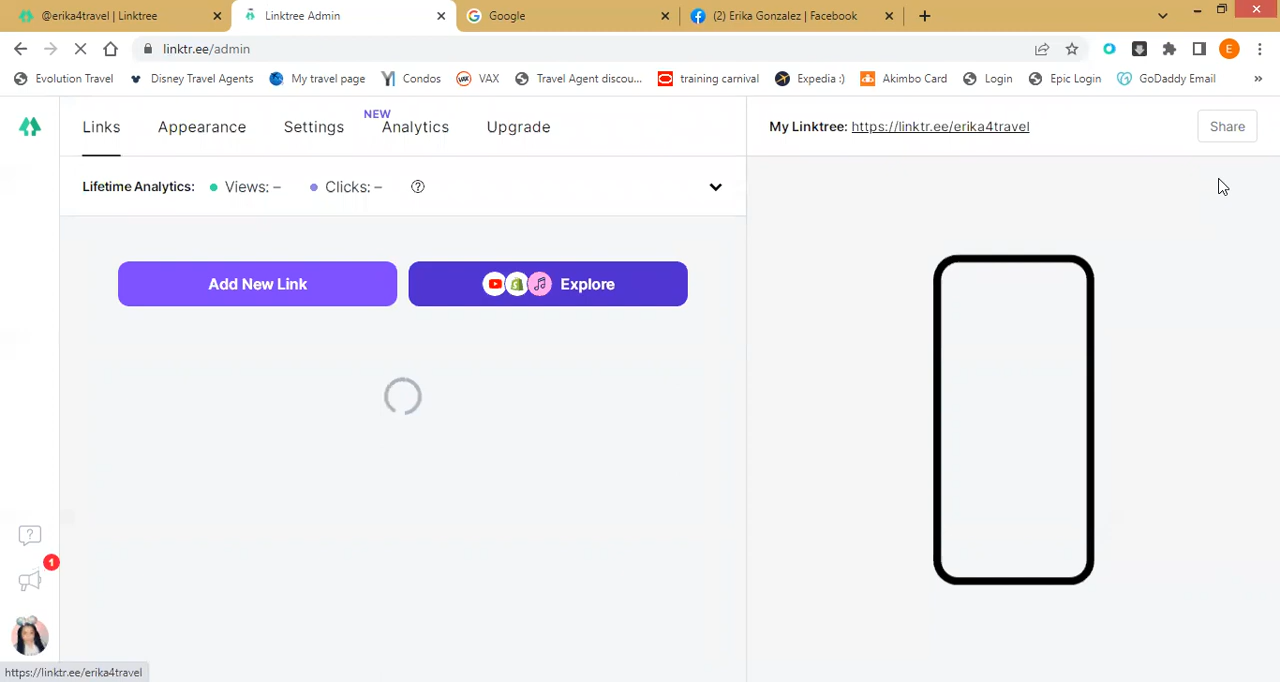 @erika4travel | Linktree
Linktree Admin
Google
(2) Erika Gonzalez | Facebook
linktr.ee/admin
E
Evolution Travel
Disney Travel Agents
My travel page
Condos
VAX
Travel Agent discou...
training carnival
Expedia :)
Akimbo Card
Login
Epic Login
GoDaddy Email
»
Links
Appearance
Settings
NEW
Analytics
Upgrade
My Linktree: https://linktr.ee/erika4travel
Share
Lifetime Analytics:
Views: –
Clicks: –
?
Add New Link
Explore
?
1
https://linktr.ee/erika4travel